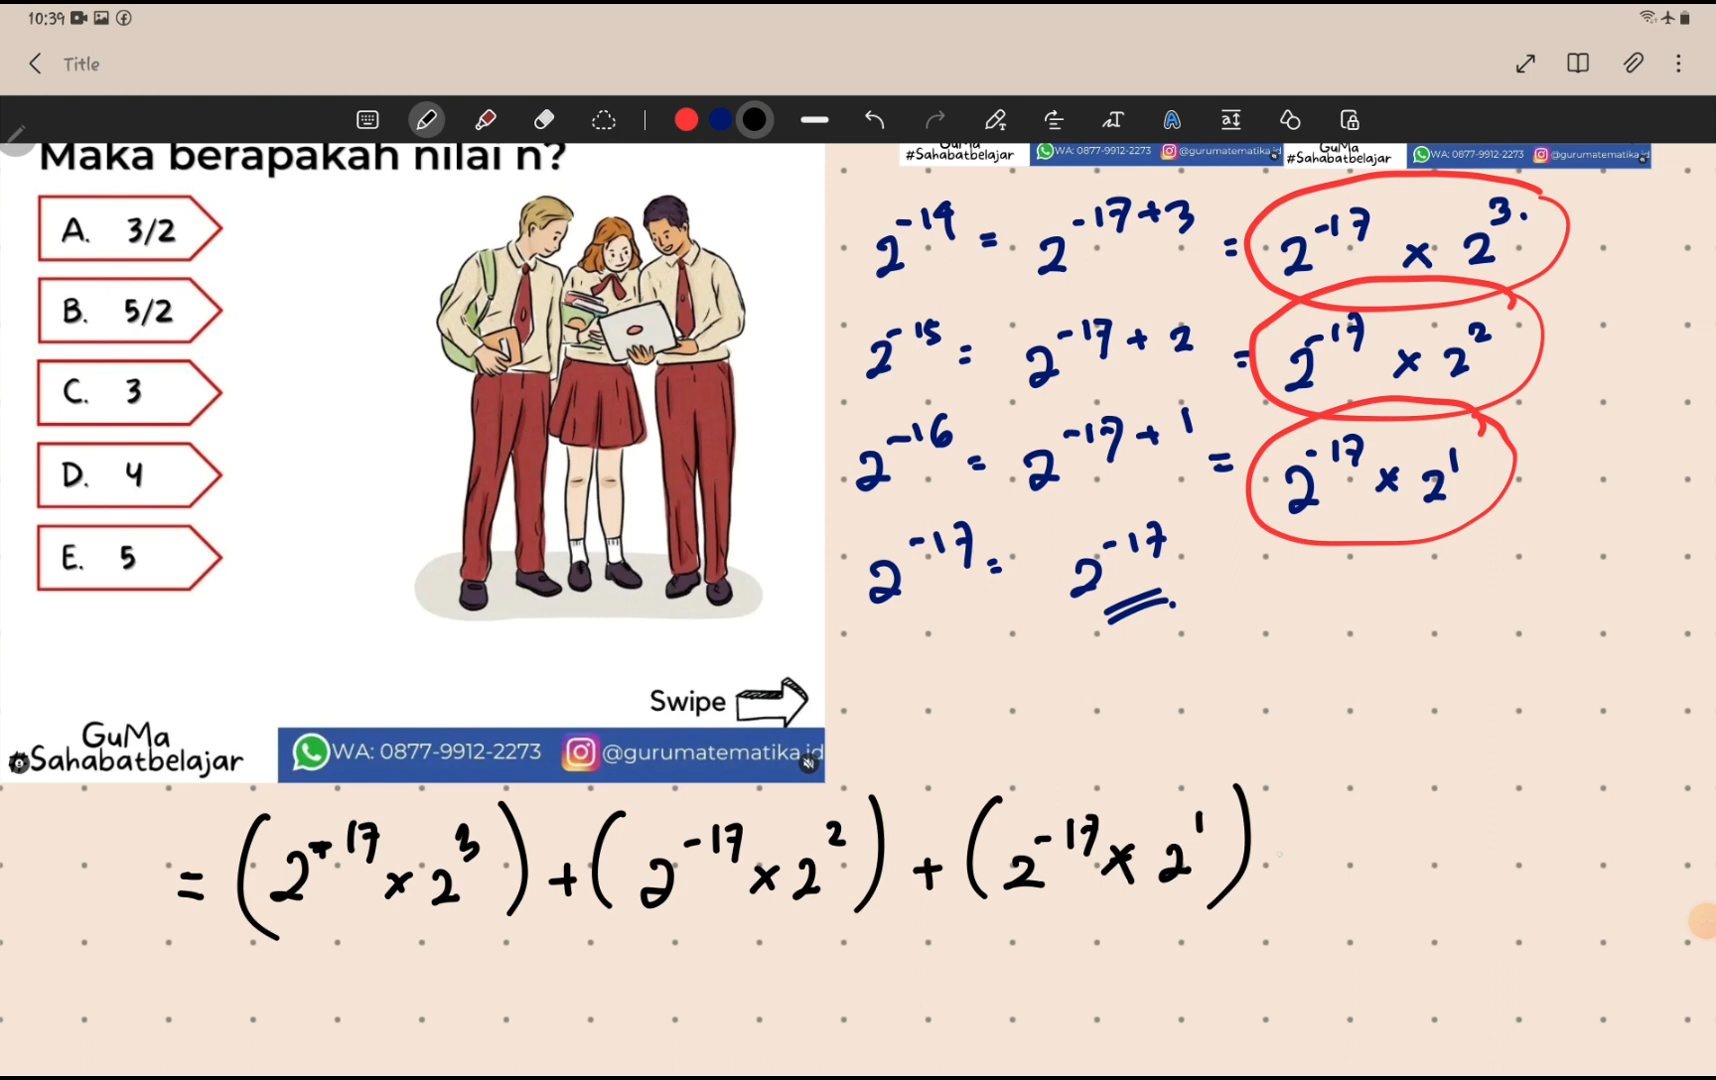 10:39
Title
Maka berapakah nilai n?
A. 3/2
B. 5/2
C. 3
D. 4
E. 5
Swipe
GuMa
#Sahabatbelajar
WA: 0877-9912-2273 @gurumatematika.id
GuMa
#Sahabatbelajar
WA: 0877-9912-2273 @gurumatematika.id
GuMa
#Sahabatbelajar
WA: 0877-9912-2273 @gurumatematika.id
2^-14 = 2^-17+3 = 2^-17 × 2^3.
2^-15 = 2^-17+2 = 2^-17 × 2^2
2^-16 = 2^-17+1 = 2^-17 × 2^1
2^-17 = 2^-17.
= (2^-17 × 2^3) + (2^-17 × 2^2) + (2^-17 × 2^1)